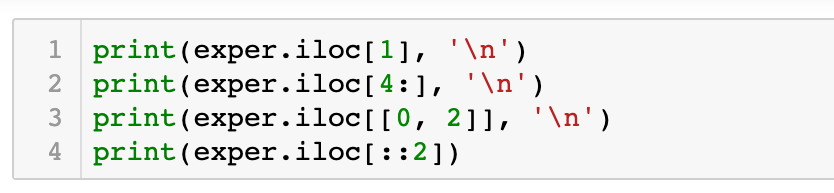 1 print(exper.iloc[1], '\n')
2 print(exper.iloc[4:], '\n')
3 print(exper.iloc[[0, 2]], '\n')
4 print(exper.iloc[::2])